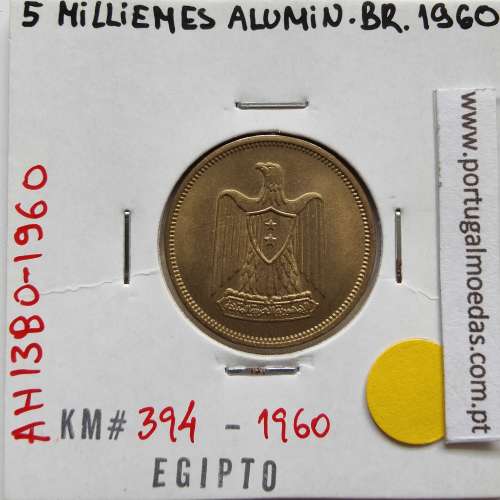 5 MiLLiEMES ALUMiN.BR.1960
www.portugalmoedas.com.pt
AH1380-1960
KM# 394 - 1960
EGIPTO